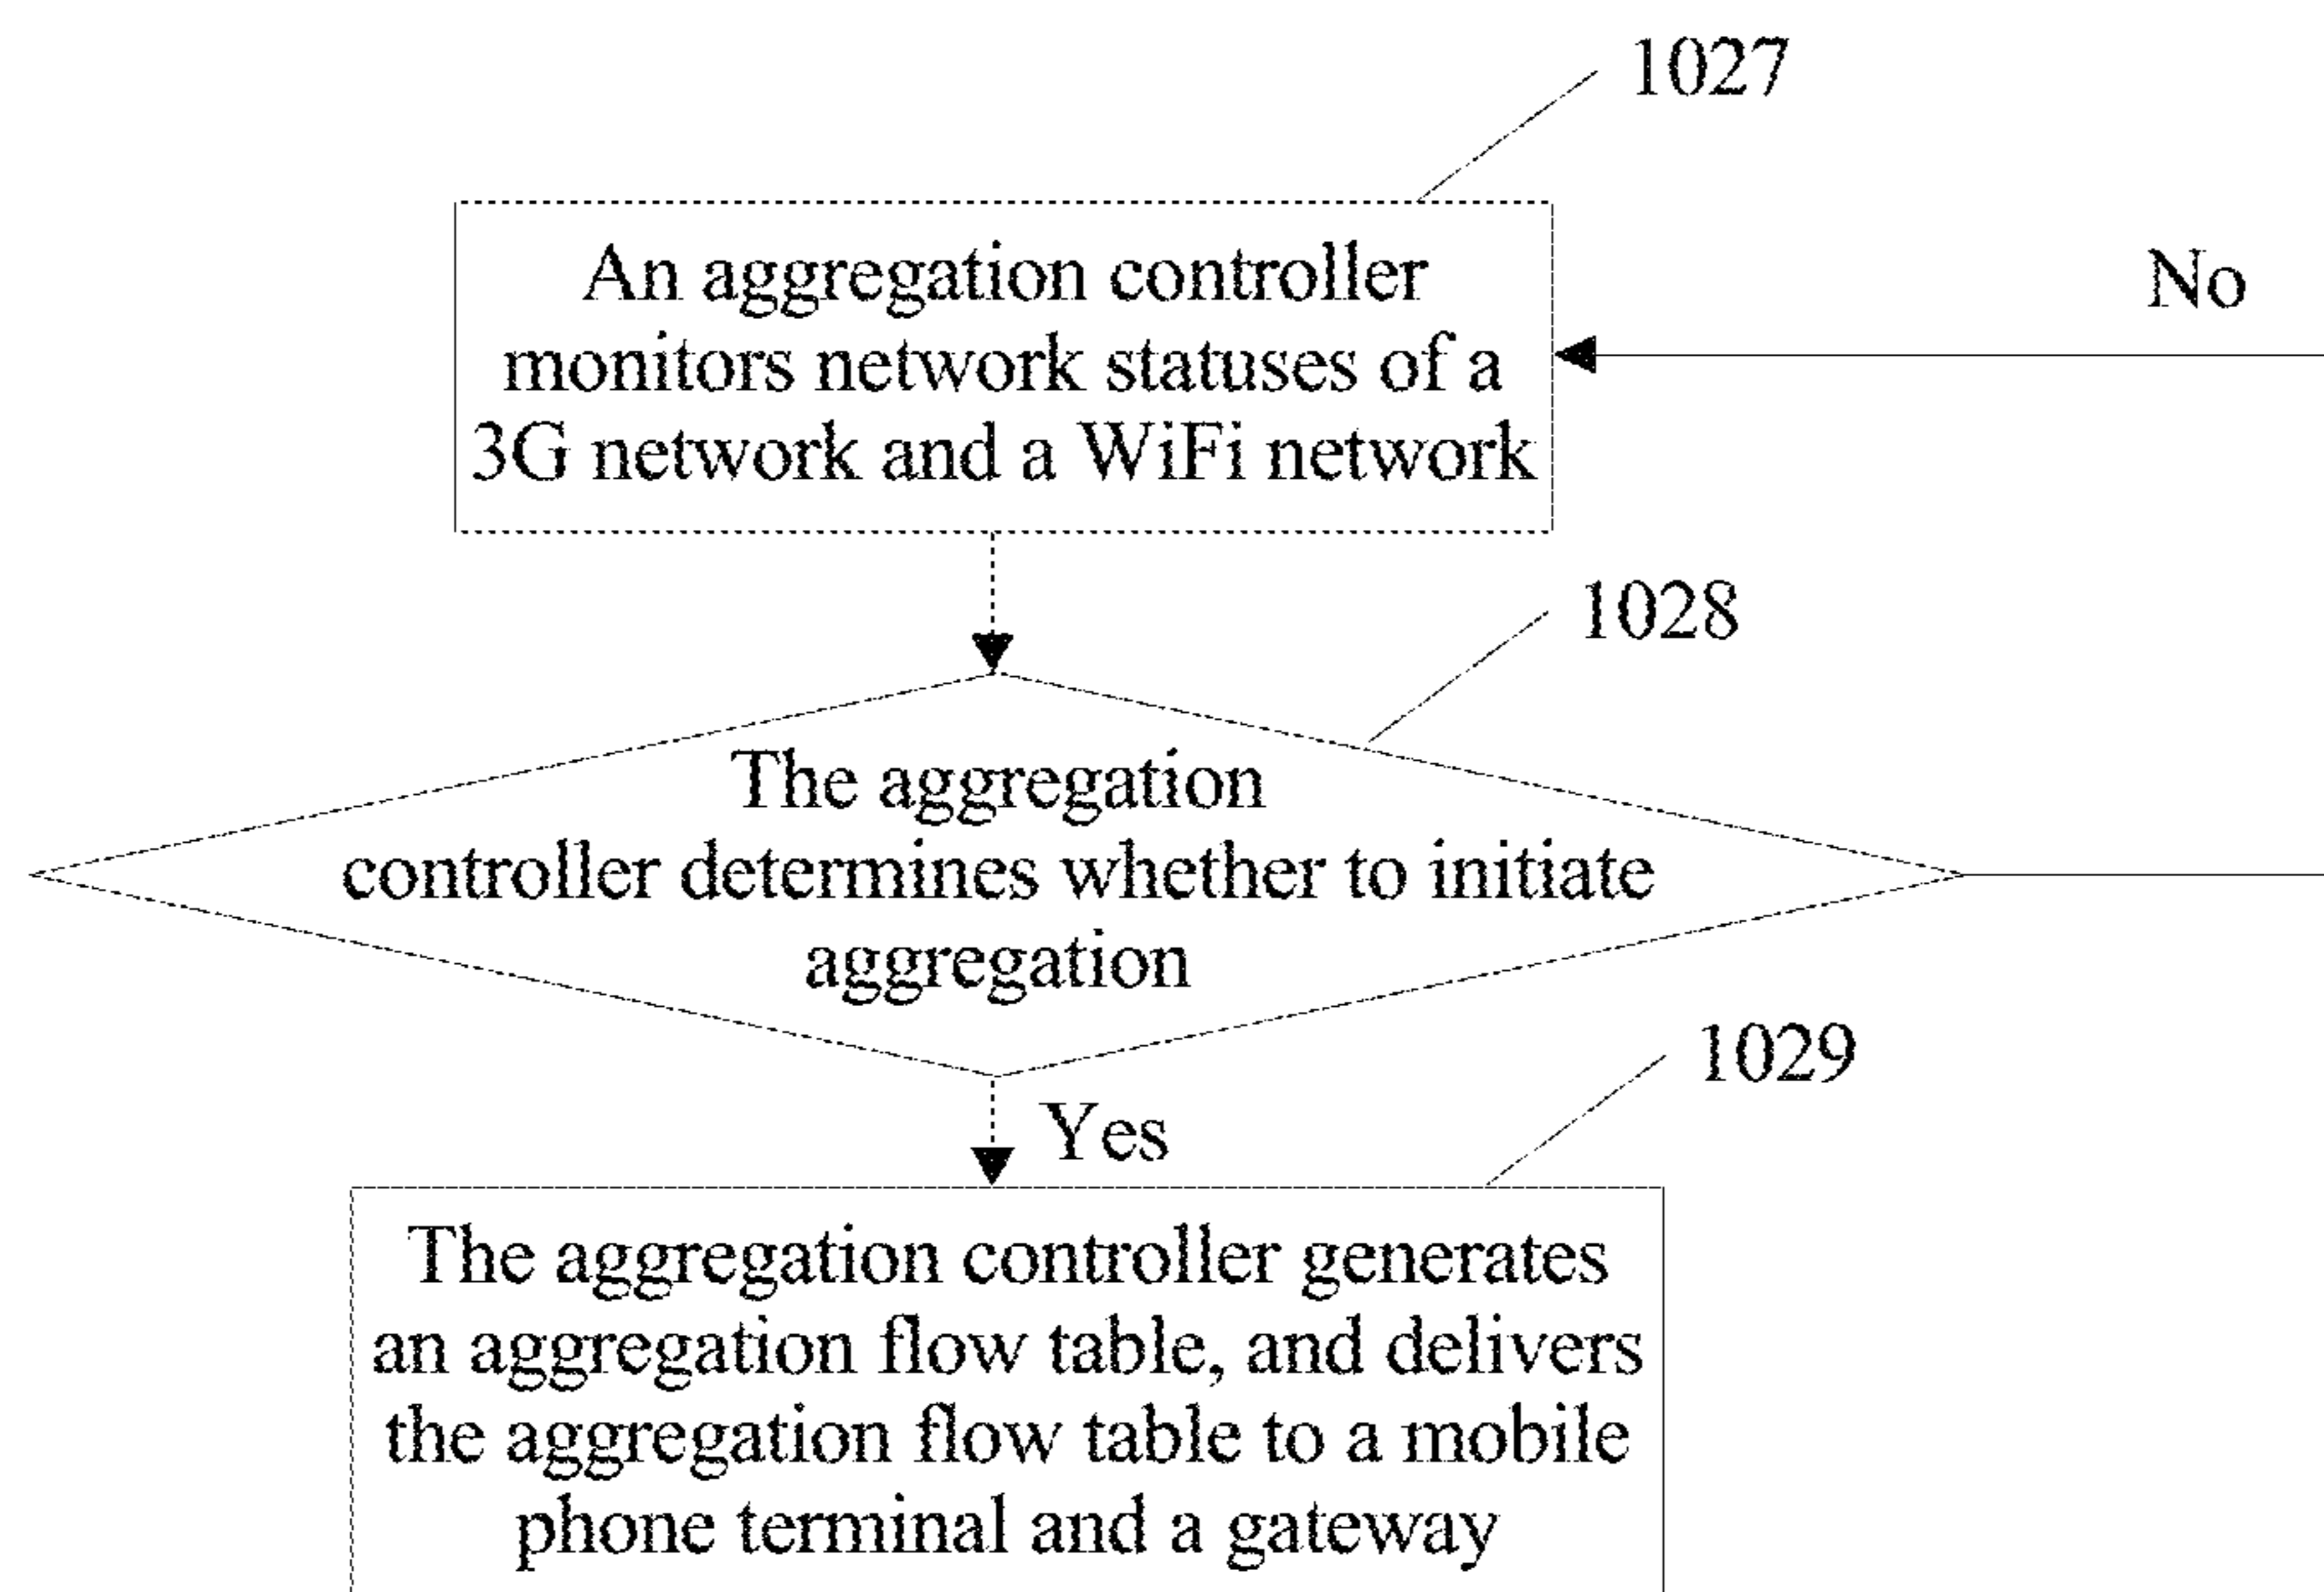 1027
An aggregation controller
monitors network statuses of a
3G network and a WiFi network
No
1028
The aggregation
controller determines whether to initiate
aggregation
Yes
1029
The aggregation controller generates
an aggregation flow table, and delivers
the aggregation flow table to a mobile
phone terminal and a gateway